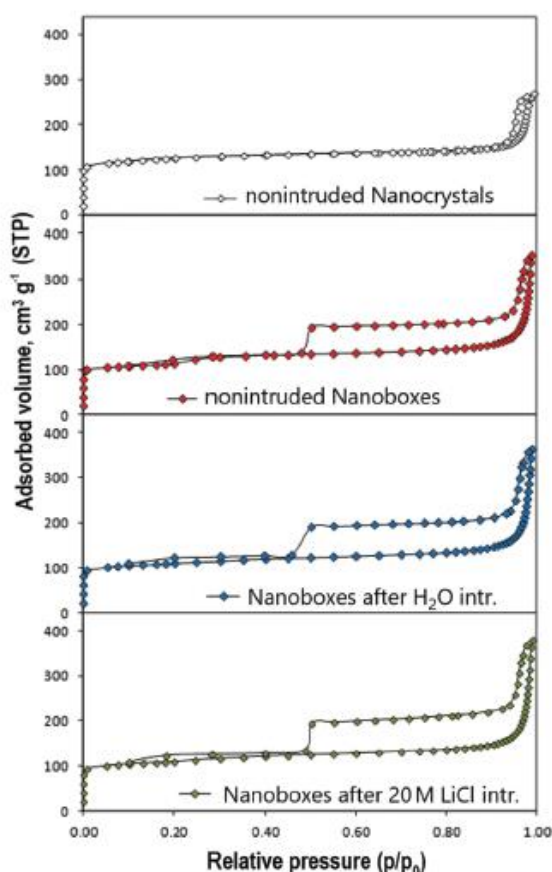 400
300
200
100
0
nonintruded Nanocrystals
400
300
200
100
0
nonintruded Nanoboxes
Adsorbed volume, cm³ g⁻¹ (STP)
400
300
200
100
0
Nanoboxes after H₂O intr.
400
300
200
100
0
Nanoboxes after 20 M LiCl intr.
0.00 0.20 0.40 0.60 0.80 1.00
Relative pressure (p/p₀)